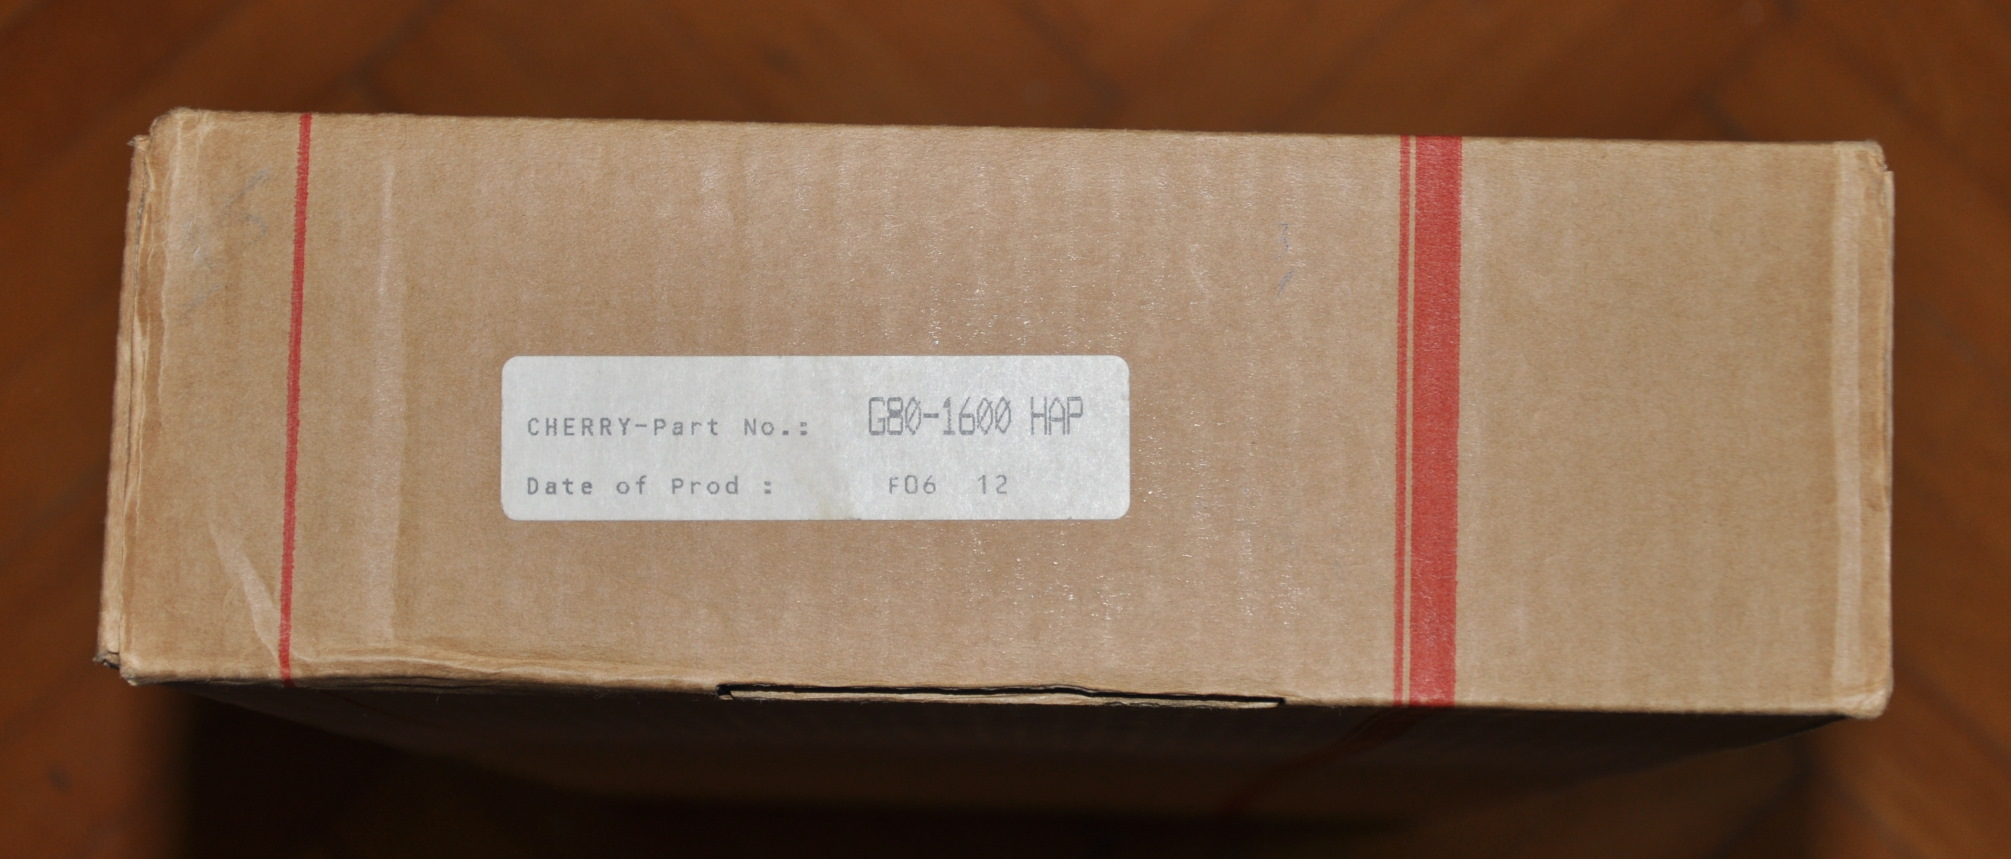 CHERRY-Part No.: G80-1600 HAP
Date of Prod : F06 12